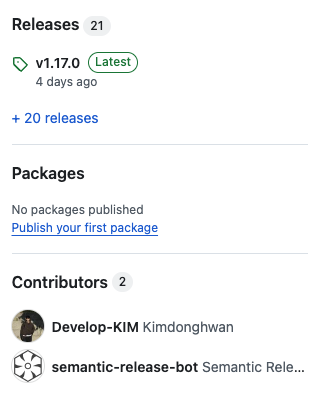 Releases 21
v1.17.0 Latest
4 days ago
+ 20 releases
Packages
No packages published
Publish your first package
Contributors 2
Develop-KIM Kimdonghwan
semantic-release-bot Semantic Rele...